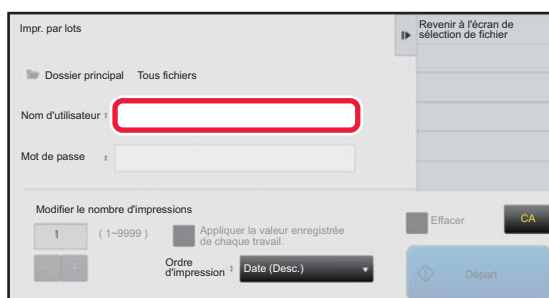 Impr. par lots
Revenir à l'écran de
sélection de fichier
Dossier principal Tous fichiers
Nom d'utilisateur :
Mot de passe :
Modifier le nombre d'impressions
1 ( 1~9999 )
Appliquer la valeur enregistrée
de chaque travail.
Effacer
CA
Ordre
d'impression : Date (Desc.)
Départ